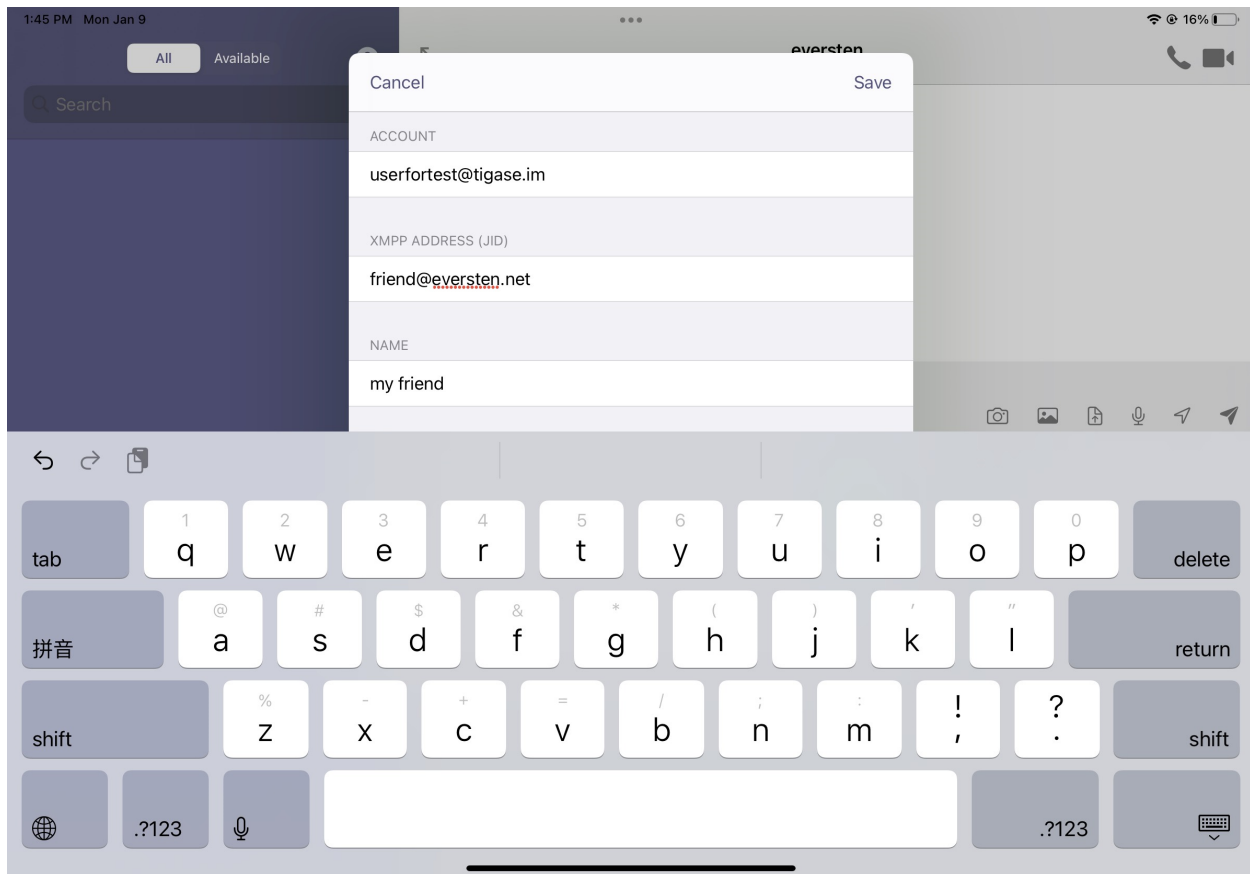 1:45 PM Mon Jan 9
16%
All Available
eversten
Search
Cancel Save
ACCOUNT
userfortest@tigase.im
XMPP ADDRESS (JID)
friend@eversten.net
NAME
my friend
1 2 3 4 5 6 7 8 9 0
tab q w e r t y u i o p delete
@ # $ & * ( ) ' "
拼音 a s d f g h j k l return
% - + = / ; : ! ?
shift z x c v b n m , . shift
.?123 .?123